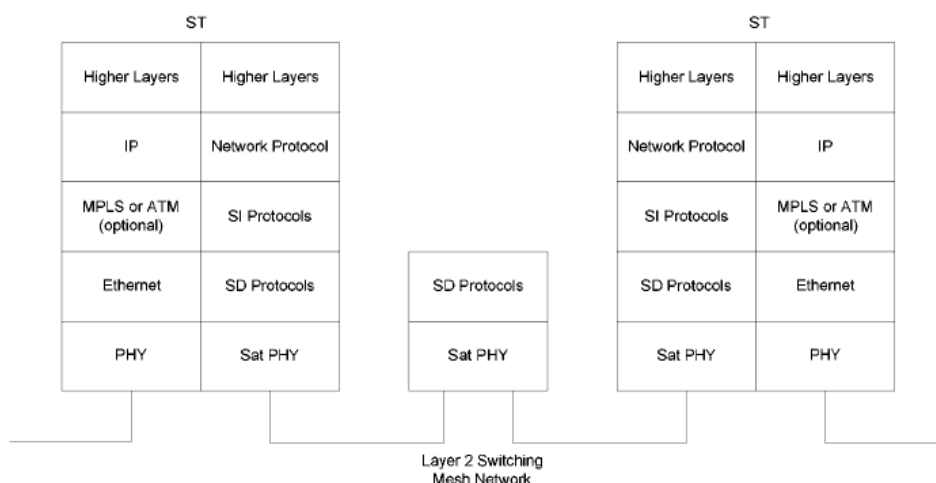 ST
ST
Higher Layers
Higher Layers
Higher Layers
Higher Layers
IP
Network Protocol
Network Protocol
IP
MPLS or ATM
(optional)
SI Protocols
SI Protocols
MPLS or ATM
(optional)
Ethernet
SD Protocols
SD Protocols
SD Protocols
Ethernet
PHY
Sat PHY
Sat PHY
Sat PHY
PHY
Layer 2 Switching
Mesh Network